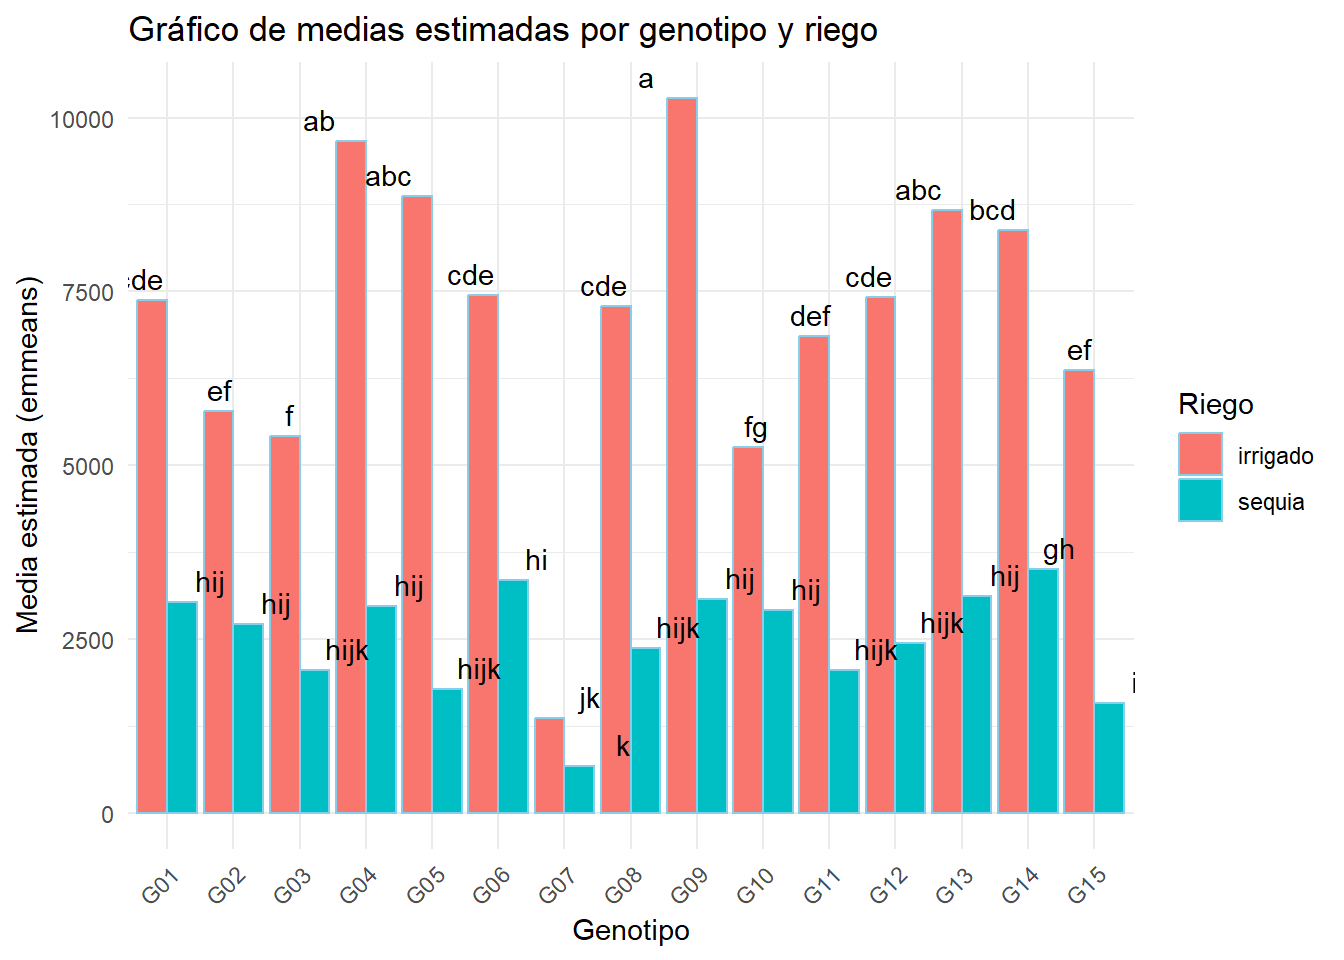 Gráfico de medias estimadas por genotipo y riego
Media estimada (emmeans)
10000
7500
5000
2500
0
cde
hij
ef
hij
f
hijk
ab
hij
abc
hijk
cde
hi
jk
k
cde
hijk
a
hij
fg
hij
def
hijk
cde
hijk
abc
hij
bcd
gh
ef
G01
G02
G03
G04
G05
G06
G07
G08
G09
G10
G11
G12
G13
G14
G15
Genotipo
Riego
irrigado
sequia